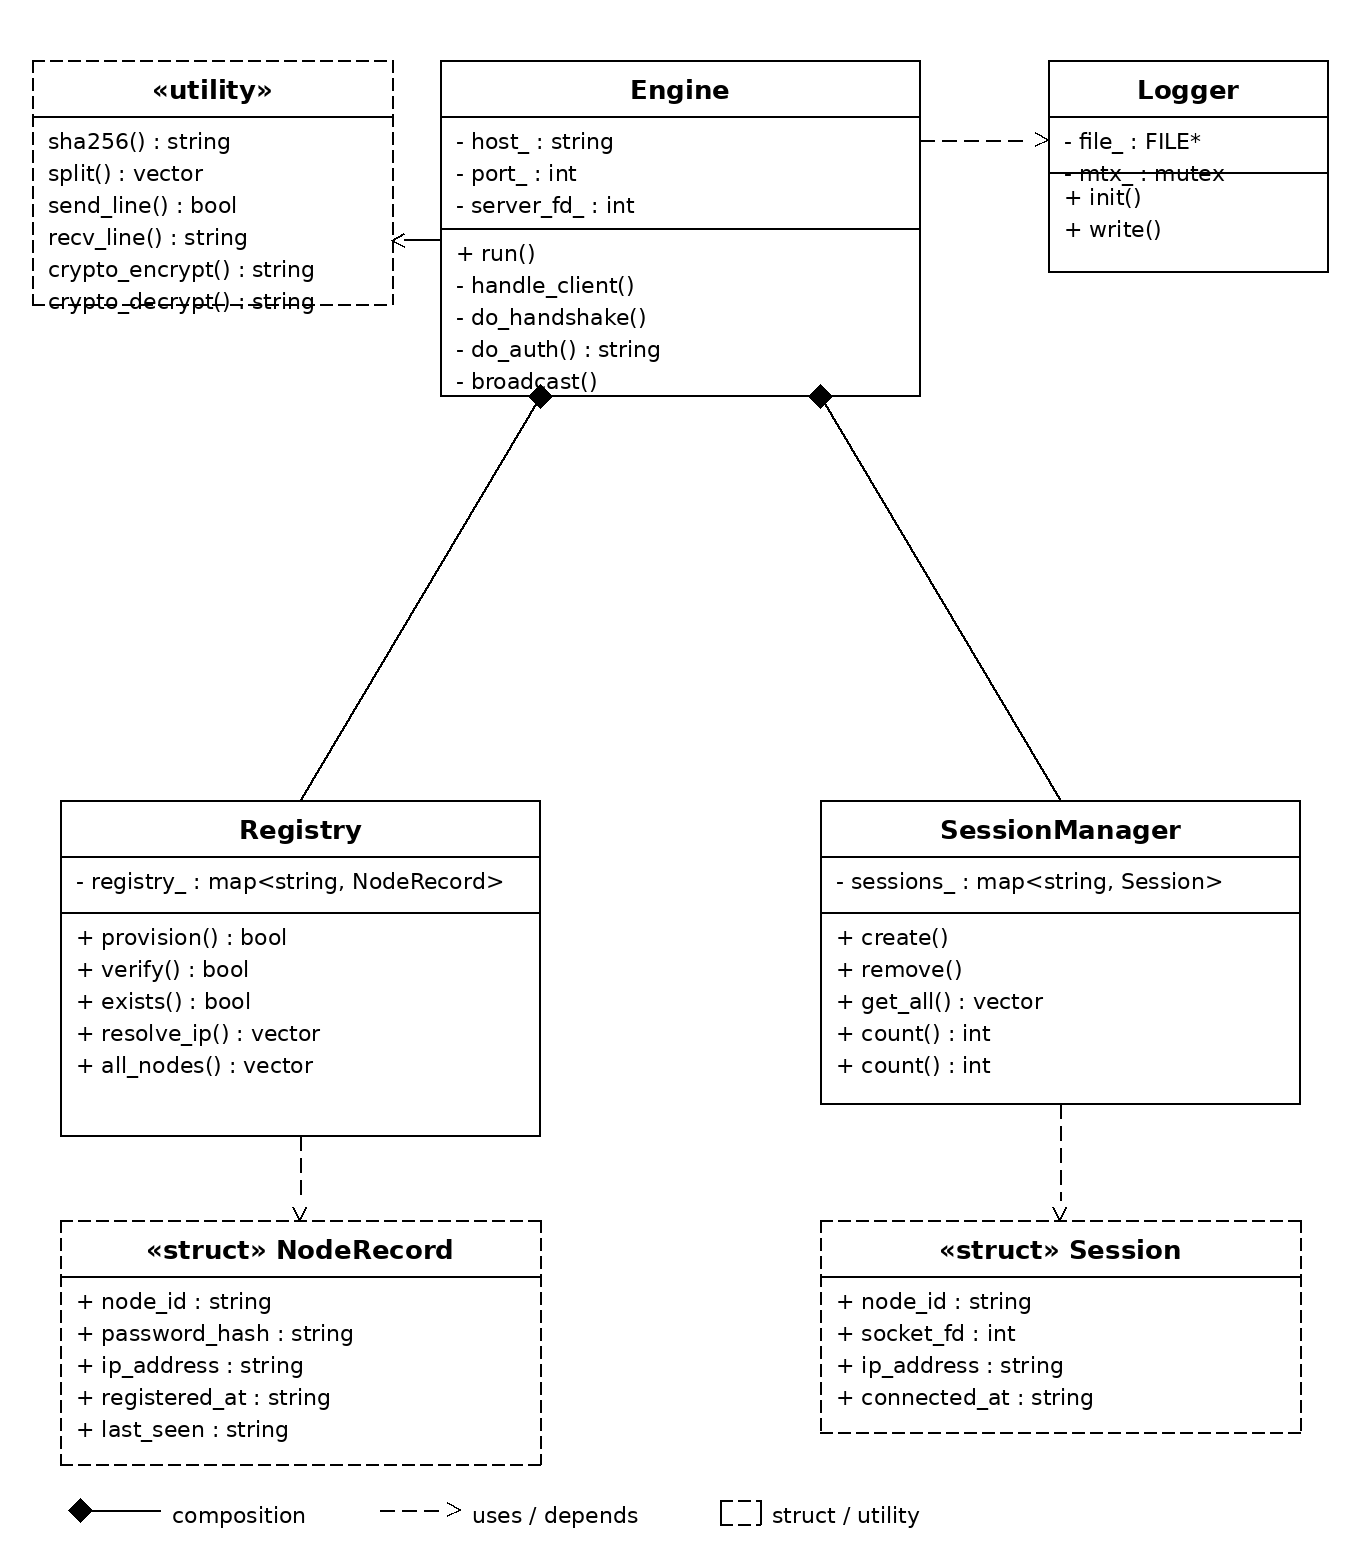 «utility»
sha256() : string
split() : vector
send_line() : bool
recv_line() : string
crypto_encrypt() : string
crypto_decrypt() : string
Engine
- host_ : string
- port_ : int
- server_fd_ : int
+ run()
- handle_client()
- do_handshake()
- do_auth() : string
- broadcast()
Logger
- file_ : FILE*
- mtx_ : mutex
+ init()
+ write()
Registry
- registry_ : map<string, NodeRecord>
+ provision() : bool
+ verify() : bool
+ exists() : bool
+ resolve_ip() : vector
+ all_nodes() : vector
SessionManager
- sessions_ : map<string, Session>
+ create()
+ remove()
+ get_all() : vector
+ count() : int
+ count() : int
«struct» NodeRecord
+ node_id : string
+ password_hash : string
+ ip_address : string
+ registered_at : string
+ last_seen : string
«struct» Session
+ node_id : string
+ socket_fd : int
+ ip_address : string
+ connected_at : string
composition
uses / depends
struct / utility